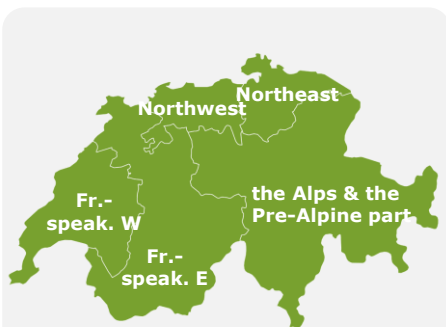 Northeast
Northwest
the Alps & the
Pre-Alpine part
Fr.-
speak. W
Fr.-
speak. E